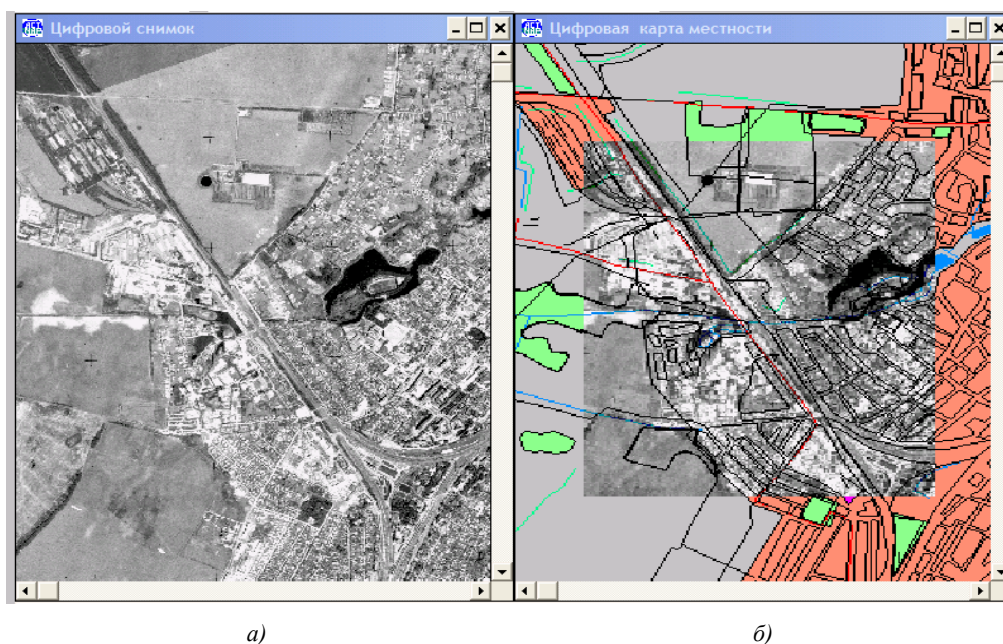 Цифровой снимок
Цифровая карта местности
а)
б)